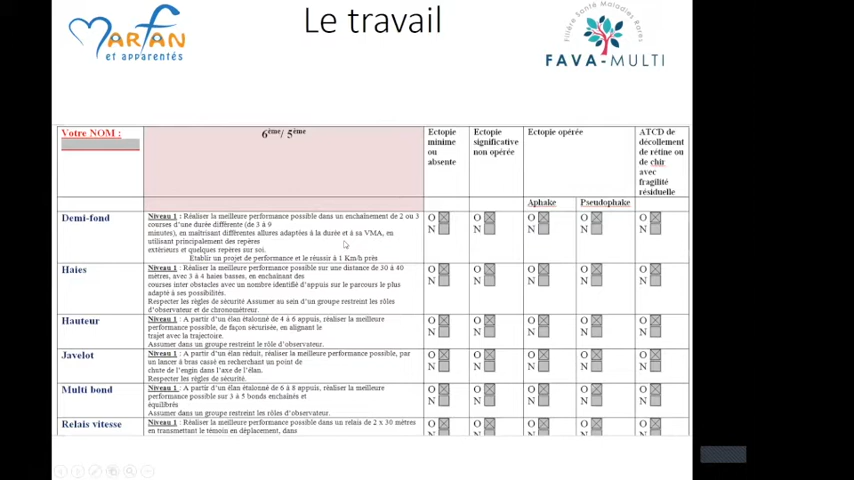 Le travail
MARFAN
et apparentés
Filière Santé Maladies Rares
FAVA-MULTI
Votre NOM :
6ème/ 5ème
Ectopie
minime
ou
absente
Ectopie
significative
non opérée
Ectopie opérée
ATCD de
décollement
de rétine ou
de chir
avec
fragilité
résiduelle
Aphake
Pseudophake
Demi-fond
Niveau 1 : Réaliser la meilleure performance possible dans un enchaînement de 2 ou 3
courses d'une durée différente (de 3 à 9
minutes), en maîtrisant différentes allures adaptées à la durée et à sa VMA, en
utilisant principalement des repères
extérieurs et quelques repères sur soi.
Etablir un projet de performance et le réussir à 1 Km/h près
O O O O O
N N N N N
Haies
Niveau 1 : Réaliser la meilleure performance possible sur une distance de 30 à 40
mètres, avec 3 à 4 haies basses, en enchaînant des
courses inter obstacles avec un nombre identifié d'appuis sur le parcours le plus
adapté à ses possibilités.
Respecter les règles de sécurité Assumer au sein d'un groupe restreint les rôles
d'observateur et de chronométreur.
O O O O O
N N N N N
Hauteur
Niveau 1 : A partir d'un élan étalonné de 4 à 6 appuis, réaliser la meilleure
performance possible, de façon sécurisée, en alignant le
trajet avec la trajectoire.
Assumer dans un groupe restreint le rôle d'observateur.
O O O O O
N N N N N
Javelot
Niveau 1 : A partir d'un élan réduit, réaliser la meilleure performance possible, par
un lancer à bras cassé en recherchant un point de
chute de l'engin dans l'axe de l'élan.
Respecter les règles de sécurité.
O O O O O
N N N N N
Multi bond
Niveau 1 : A partir d'un élan étalonné de 6 à 8 appuis, réaliser la meilleure
performance possible sur 3 à 5 bonds enchaînés et
équilibrés
Assumer dans un groupe restreint les rôles d'observateur.
O O O O O
N N N N N
Relais vitesse
Niveau 1 : Réaliser la meilleure performance possible dans un relais de 2 x 30 mètres
en transmettant le témoin en déplacement, dans
O O O O O
N N N N N